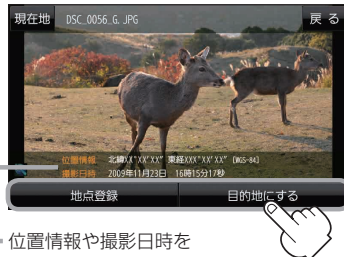 現在地 DSC_0056_G.JPG 戻る
位置情報: 北緯XX°XX'XX" 東経XXX°XX'XX" [WGS-84]
撮影日時: 2009年11月23日 16時15分17秒
地点登録 目的地にする
位置情報や撮影日時を